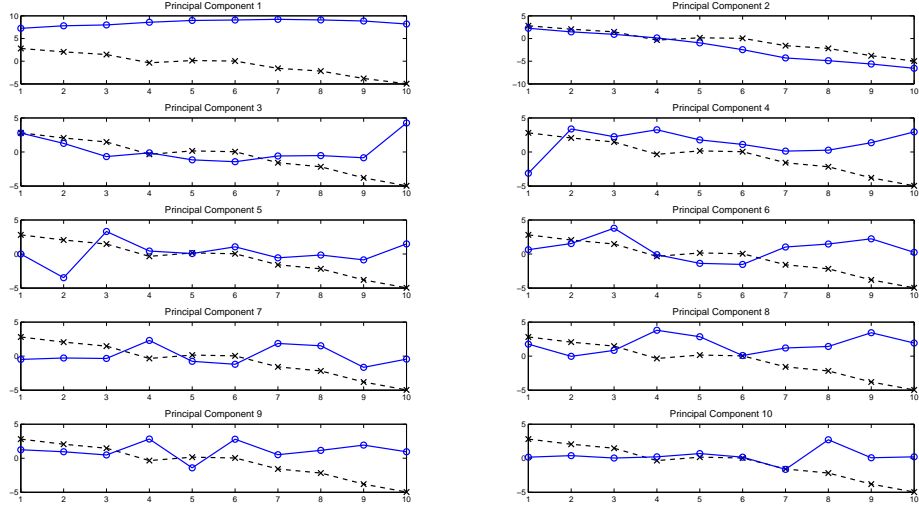 Principal Component 1
10
5
0
−5
1 2 3 4 5 6 7 8 9 10
Principal Component 2
5
0
−5
−10
1 2 3 4 5 6 7 8 9 10
Principal Component 3
5
0
−5
1 2 3 4 5 6 7 8 9 10
Principal Component 4
5
0
−5
1 2 3 4 5 6 7 8 9 10
Principal Component 5
5
0
−5
1 2 3 4 5 6 7 8 9 10
Principal Component 6
5
0
−5
1 2 3 4 5 6 7 8 9 10
Principal Component 7
5
0
−5
1 2 3 4 5 6 7 8 9 10
Principal Component 8
5
0
−5
1 2 3 4 5 6 7 8 9 10
Principal Component 9
5
0
−5
1 2 3 4 5 6 7 8 9 10
Principal Component 10
5
0
−5
1 2 3 4 5 6 7 8 9 10